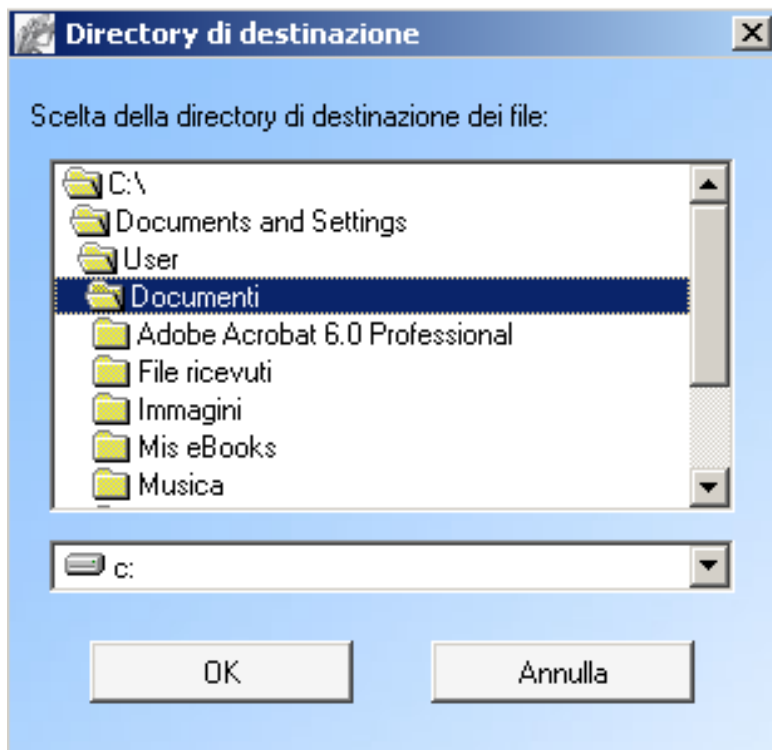 Directory di destinazione
Scelta della directory di destinazione dei file:
C:\
Documents and Settings
User
Documenti
Adobe Acrobat 6.0 Professional
File ricevuti
Immagini
Mis eBooks
Musica
c:
OK
Annulla